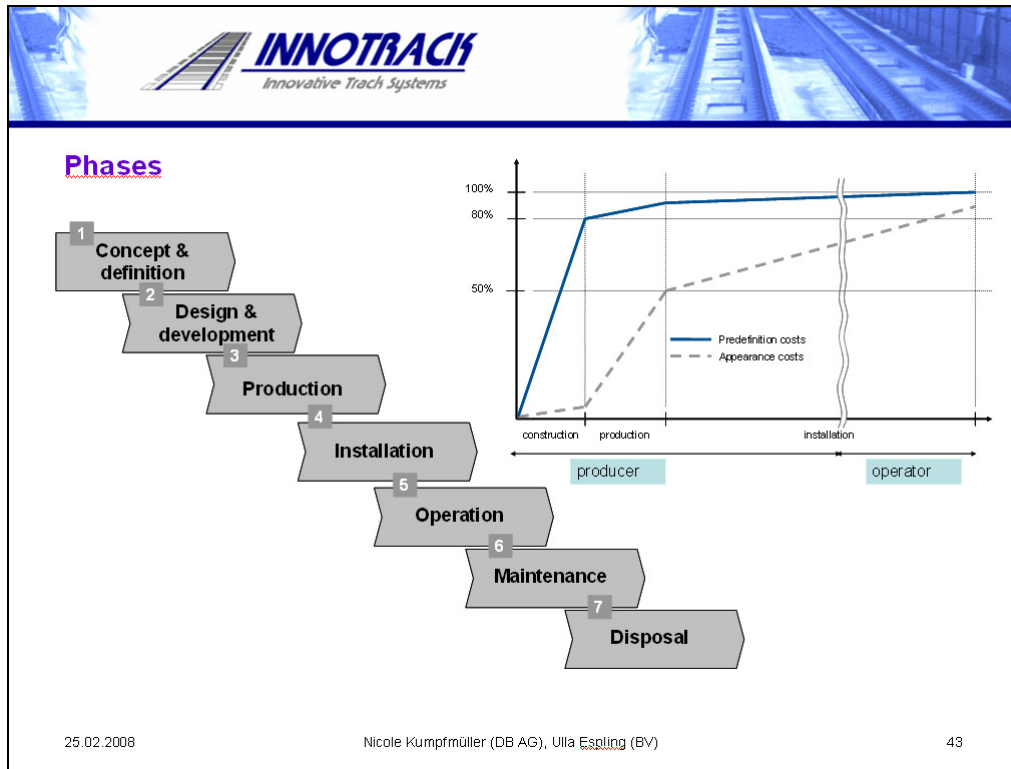 INNOTRACK
Innovative Track Systems
Phases
1
Concept &
definition
2
Design &
development
3
Production
4
Installation
5
Operation
6
Maintenance
7
Disposal
100%
80%
50%
Predefinition costs
Appearance costs
construction
production
installation
producer
operator
25.02.2008
Nicole Kumpfmüller (DB AG), Ulla Espling (BV)
43